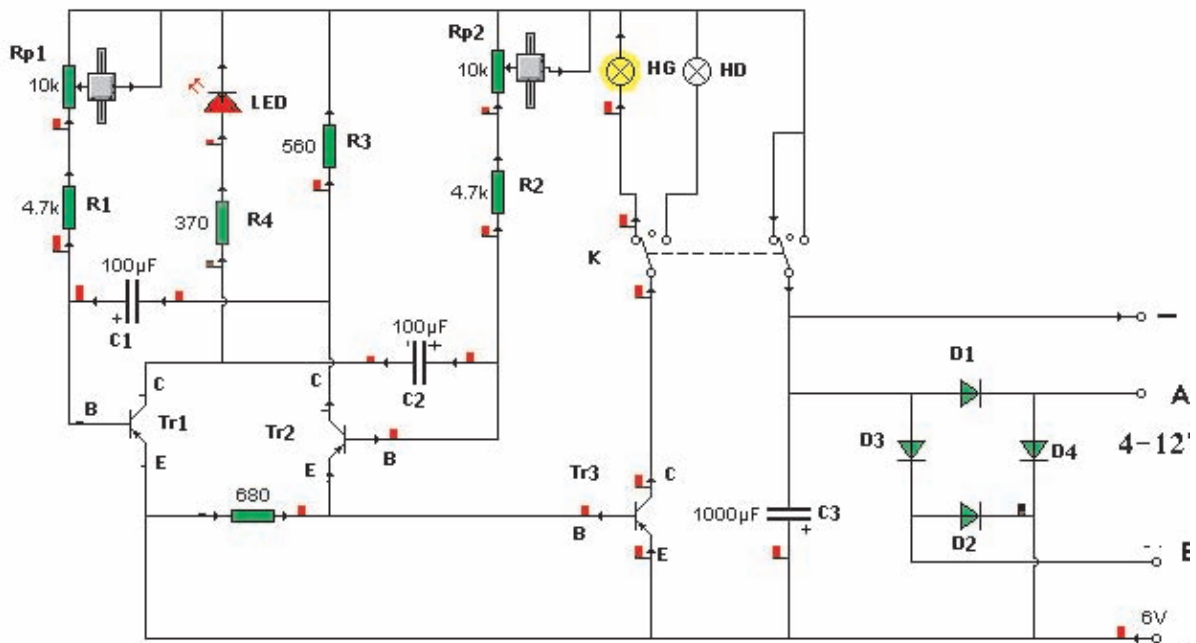 Rp1
10k
LED
R3
560
Rp2
10k
HG
HD
R1
4.7k
R4
370
R2
4.7k
K
100µF
+
C1
100µF
+
C2
C
B
Tr1
E
C
Tr2
B
E
680
Tr3
C
B
E
1000µF
C3
+
D1
D3
D4
D2
−
A
4-12
6V